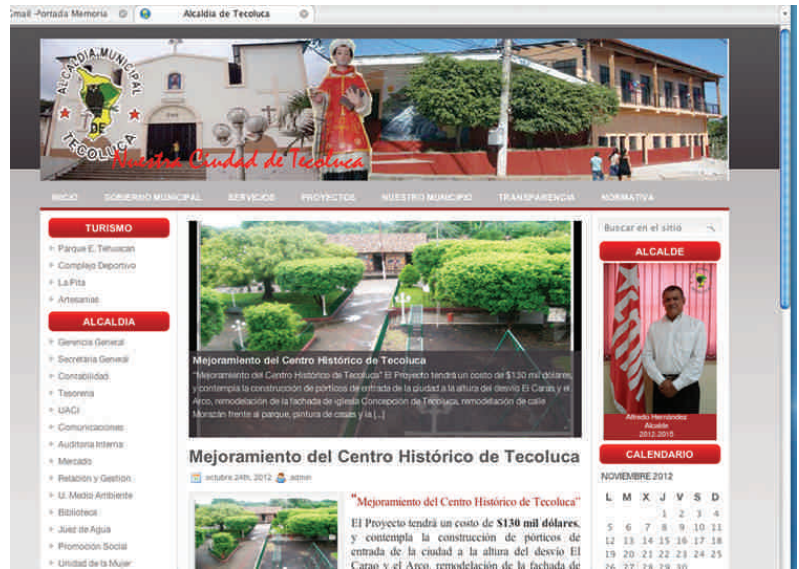 Gmail -Portada Memoria
Alcaldia de Tecoluca
ALCALDIA MUNICIPAL
DE
TECOLUCA
Nuestra Ciudad de Tecoluca
INICIO GOBIERNO MUNICIPAL SERVICIOS PROYECTOS NUESTRO MUNICIPIO TRANSPARENCIA NORMATIVA
TURISMO
Parque E. Tehuacan
Complejo Deportivo
La Pita
Artesanias
ALCALDIA
Gerencia General
Secretaria General
Contabilidad
Tesoreria
UACI
Comunicaciones
Auditoria Interna
Mercado
Relación y Gestión
U. Medio Ambiente
Biblioteca
Júez de Agua
Promoción Social
Unidad de la Mujer
Mejoramiento del Centro Histórico de Tecoluca
"Mejoramiento del Centro Histórico de Tecoluca" El Proyecto tendrá un costo de $130 mil dólares,
y contempla la construcción de pórticos de entrada de la ciudad a la altura del desvío El Carao y el
Arco, remodelación de la fachada de iglesia Concepción de Tecoluca, remodelación de calle
Morazán frente al parque, pintura de casas y la [...]
Mejoramiento del Centro Histórico de Tecoluca
octubre 24th, 2012 admin
"Mejoramiento del Centro Histórico de Tecoluca"
El Proyecto tendrá un costo de $130 mil dólares,
y contempla la construcción de pórticos de
entrada de la ciudad a la altura del desvío El
Carao y el Arco, remodelación de la fachada de
Buscar en el sitio
ALCALDE
Alfredo Hernández
Alcalde
2012-2015
CALENDARIO
NOVIEMBRE 2012
L M X J V S D
1 2 3 4
5 6 7 8 9 10 11
12 13 14 15 16 17 18
19 20 21 22 23 24 25
26 27 28 29 30